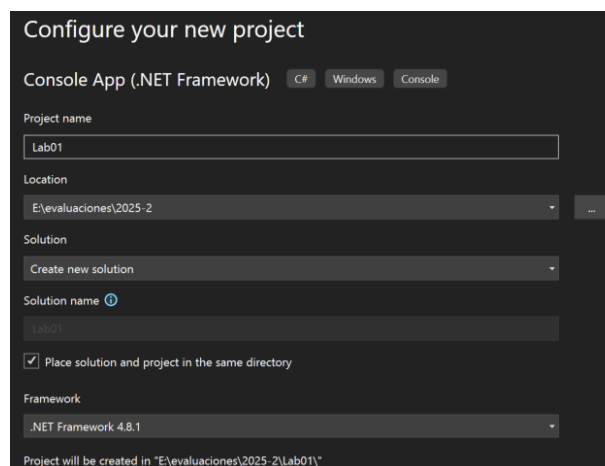 Configure your new project
Console App (.NET Framework) C# Windows Console
Project name
Lab01
Location
E:\evaluaciones\2025-2
...
Solution
Create new solution
Solution name
Lab01
Place solution and project in the same directory
Framework
.NET Framework 4.8.1
Project will be created in "E:\evaluaciones\2025-2\Lab01\"